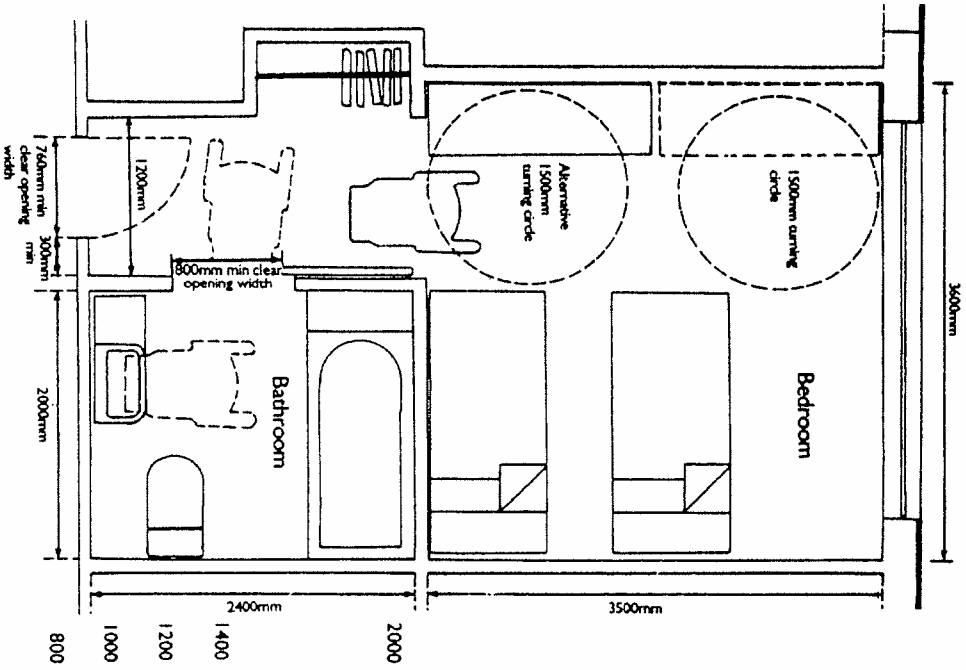 1760mm min
clear opening
width
300mm
min
1200mm
800mm min clear
opening width
Alternative
1500mm
turning circle
1500mm turning
circle
3600mm
Bathroom
Bedroom
2000mm
2400mm
3500mm
800
1000
1200
1400
2000